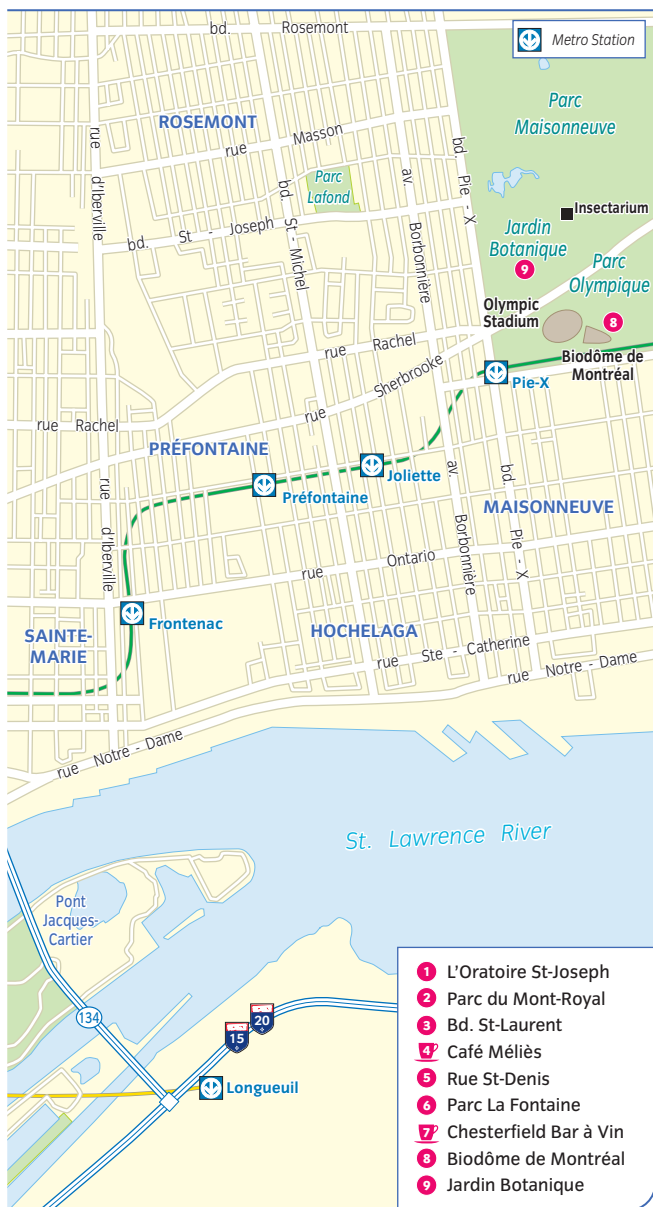 bd. Rosemont
Metro Station
Parc
Maisonneuve
ROSEMONT
rue Masson
rue d'Iberville
Parc
Lafond
av. Borbonnière
bd. Pie - X
bd. St - Michel
bd. St - Joseph
Insectarium
Jardin
Botanique
9
Parc
Olympique
8
Olympic
Stadium
Biodôme de
Montréal
rue Rachel
rue Sherbrooke
Pie-X
rue Rachel
PRÉFONTAINE
Joliette
Préfontaine
MAISONNEUVE
rue d'Iberville
av. Borbonnière
bd. Pie - X
rue Ontario
Frontenac
SAINTE-
MARIE
HOCHELAGA
rue Ste - Catherine
rue Notre - Dame
rue Notre - Dame
St. Lawrence River
Pont
Jacques-
Cartier
134
15
20
Longueuil
1 L'Oratoire St-Joseph
2 Parc du Mont-Royal
3 Bd. St-Laurent
4 Café Méliès
5 Rue St-Denis
6 Parc La Fontaine
7 Chesterfield Bar à Vin
8 Biodôme de Montréal
9 Jardin Botanique